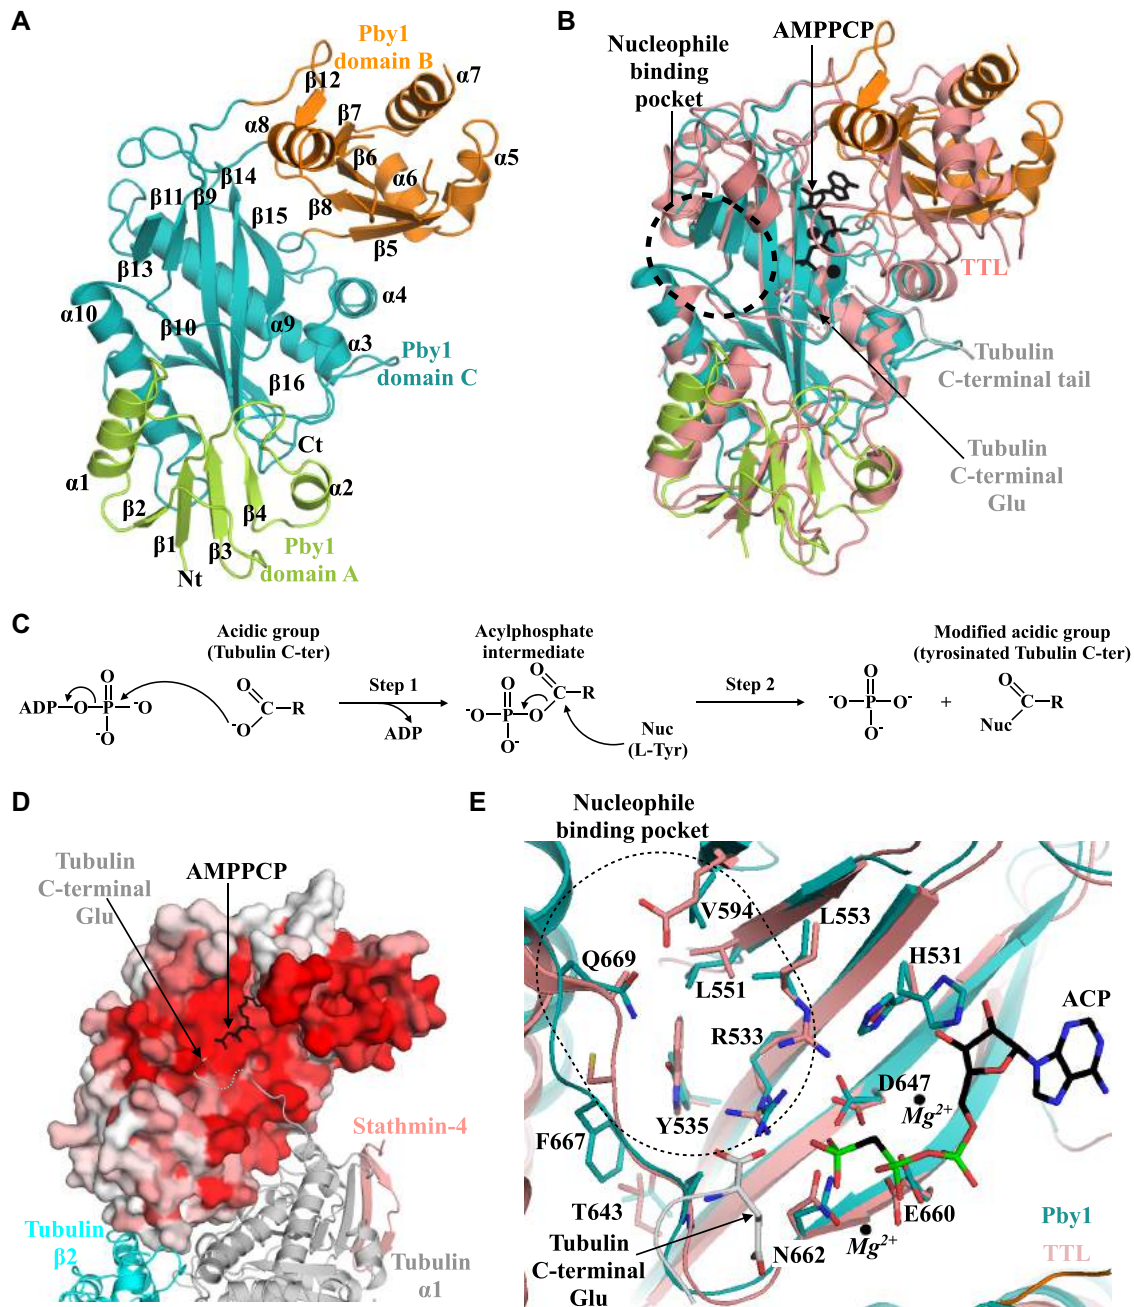 A
Pby1
domain B
β12
α7
β7
α8
α5
β6
α6
β14
β11
β9
β15
β8
β5
β13
α4
α10
β10
α9
α3
Pby1
domain C
β16
Ct
α1
α2
β2
β4
β1
β3
Pby1
domain A
Nt
B
AMPPCP
Nucleophile
binding
pocket
TTL
Tubulin
C-terminal tail
Tubulin
C-terminal
Glu
C
Acidic group
(Tubulin C-ter)
Acylphosphate
intermediate
Modified acidic group
(tyrosinated Tubulin C-ter)
ADP–O–P–O⁻
O
O⁻
O
C–R
⁻O
Step 1
ADP
O
⁻O–P–O
O⁻
O
C–R
Nuc
(L-Tyr)
Step 2
O
⁻O–P–O⁻
O⁻
+
O
C–R
Nuc
D
Tubulin
C-terminal
Glu
AMPPCP
Stathmin-4
Tubulin
β2
Tubulin
α1
E
Nucleophile
binding pocket
V594
L553
Q669
L551
H531
ACP
R533
D647
Mg²⁺
Y535
F667
T643
E660
Pby1
Tubulin
C-terminal
Glu
N662
Mg²⁺
TTL